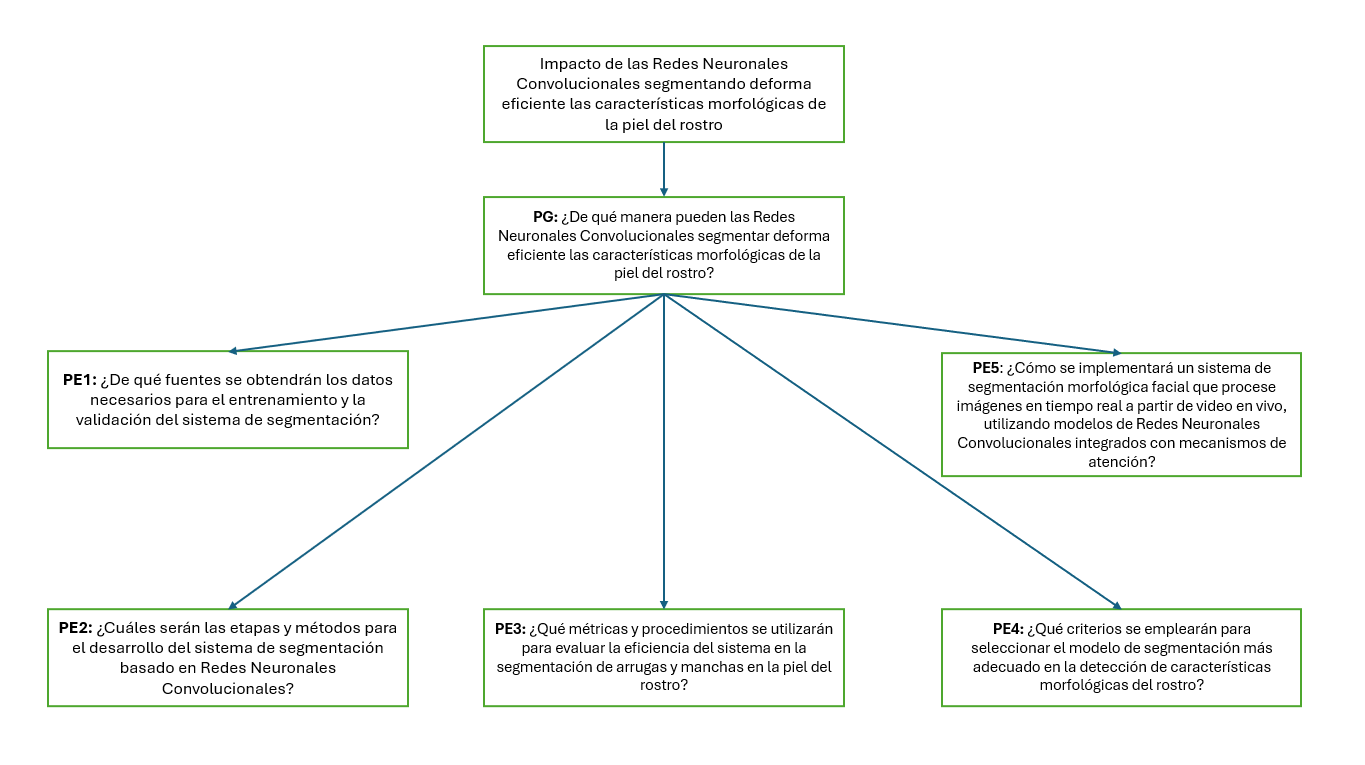 Impacto de las Redes Neuronales
Convolucionales segmentando deforma
eficiente las características morfológicas de
la piel del rostro
PG: ¿De qué manera pueden las Redes
Neuronales Convolucionales segmentar deforma
eficiente las características morfológicas de la
piel del rostro?
PE1: ¿De qué fuentes se obtendrán los datos
necesarios para el entrenamiento y la
validación del sistema de segmentación?
PE5: ¿Cómo se implementará un sistema de
segmentación morfológica facial que procese
imágenes en tiempo real a partir de video en vivo,
utilizando modelos de Redes Neuronales
Convolucionales integrados con mecanismos de
atención?
PE2: ¿Cuáles serán las etapas y métodos para
el desarrollo del sistema de segmentación
basado en Redes Neuronales
Convolucionales?
PE3: ¿Qué métricas y procedimientos se utilizarán
para evaluar la eficiencia del sistema en la
segmentación de arrugas y manchas en la piel del
rostro?
PE4: ¿Qué criterios se emplearán para
seleccionar el modelo de segmentación más
adecuado en la detección de características
morfológicas del rostro?